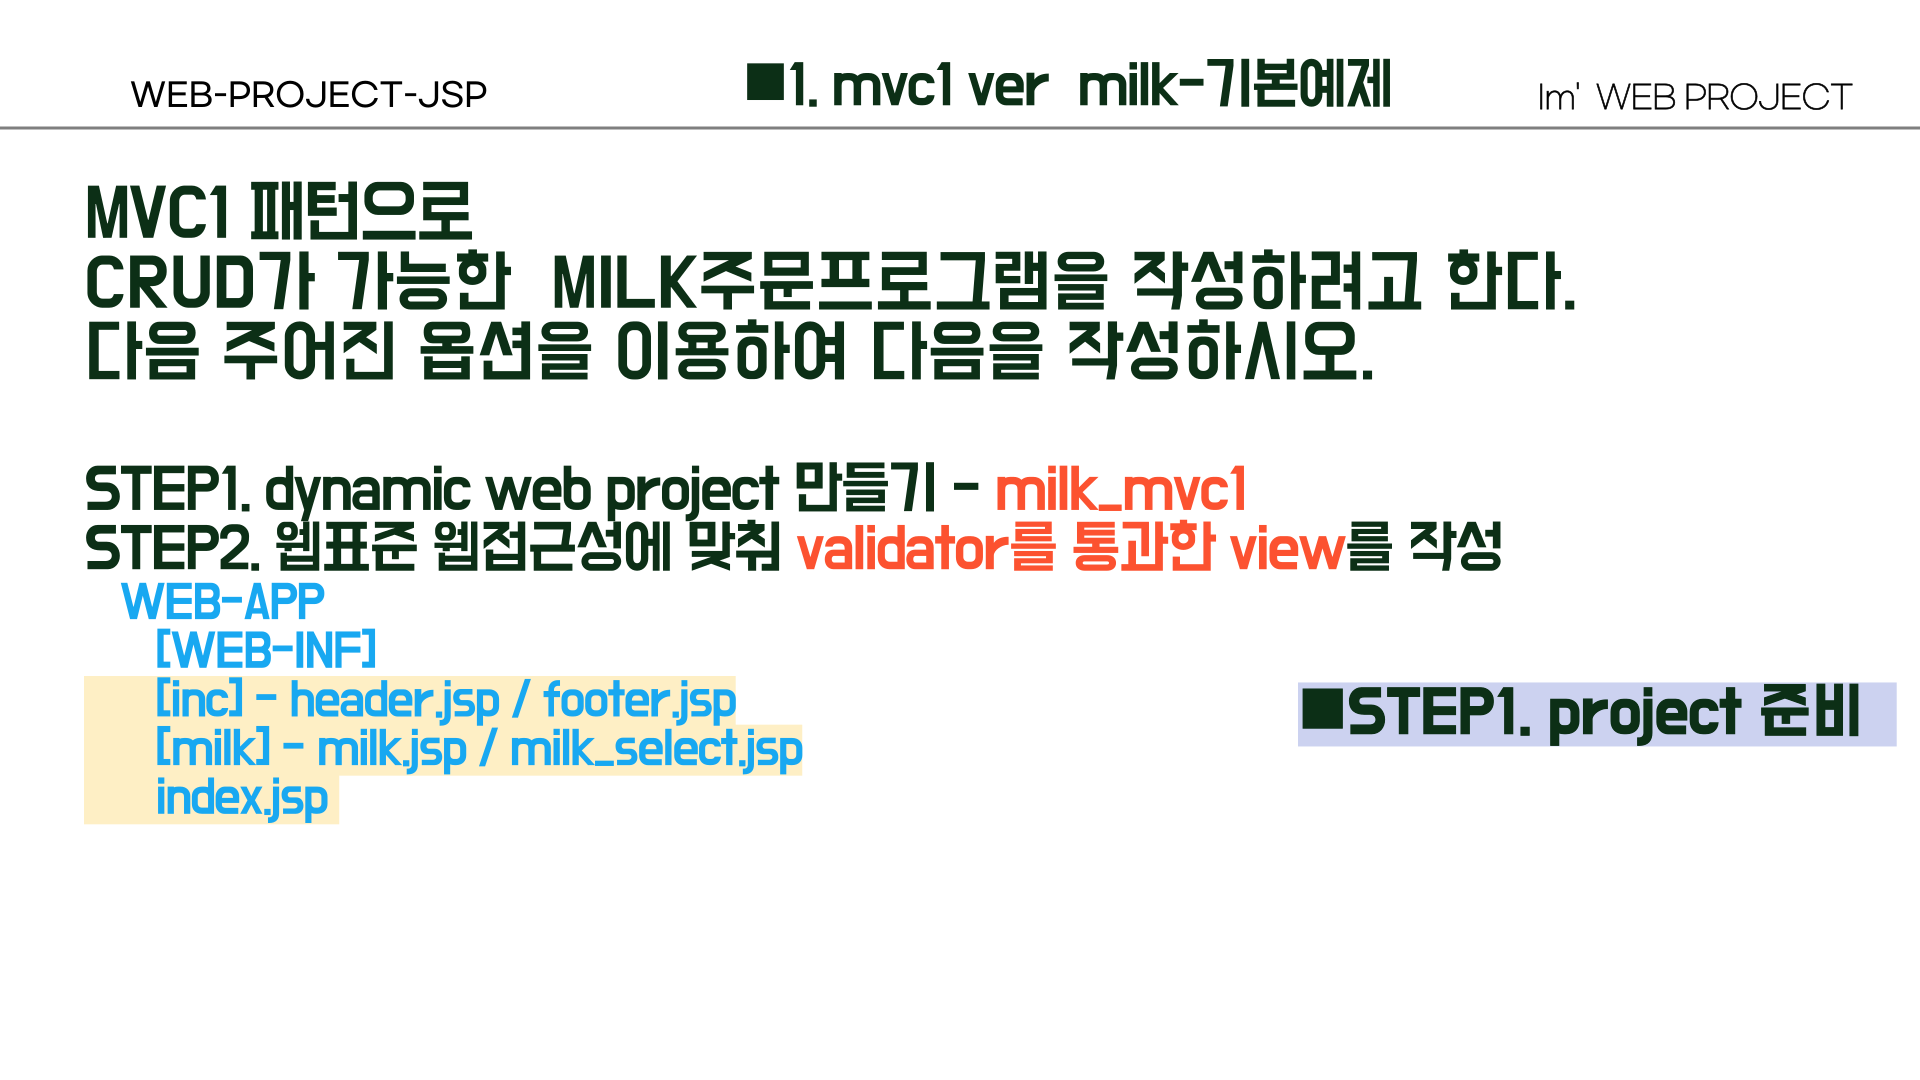 WEB-PROJECT-JSP
■1. mvc1 ver  milk-기본예제
Im'  WEB PROJECT
MVC1 패턴으로
CRUD가 가능한  MILK주문프로그램을 작성하려고 한다.
다음 주어진 옵션을 이용하여 다음을 작성하시오.
STEP1. dynamic web project 만들기 - milk_mvc1
STEP2. 웹표준 웹접근성에 맞춰 validator를 통과한 view를 작성
WEB-APP
[WEB-INF]
[inc] - header.jsp / footer.jsp
[milk] - milk.jsp / milk_select.jsp
index.jsp
■STEP1. project 준비